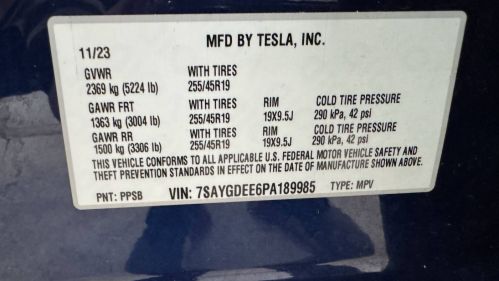 MFD BY TESLA, INC.
11/23
GVWR WITH TIRES
2369 kg (5224 lb) 255/45R19
GAWR FRT WITH TIRES RIM COLD TIRE PRESSURE
1363 kg (3004 lb) 255/45R19 19X9.5J 290 kPa, 42 psi
GAWR RR WITH TIRES RIM COLD TIRE PRESSURE
1500 kg (3306 lb) 255/45R19 19X9.5J 290 kPa, 42 psi
THIS VEHICLE CONFORMS TO ALL APPLICABLE U.S. FEDERAL MOTOR VEHICLE SAFETY AND
THEFT PREVENTION STANDARDS IN EFFECT ON THE DATE OF MANUFACTURE SHOWN ABOVE.
PNT: PPSB VIN: 7SAYGDEE6PA189985 TYPE: MPV